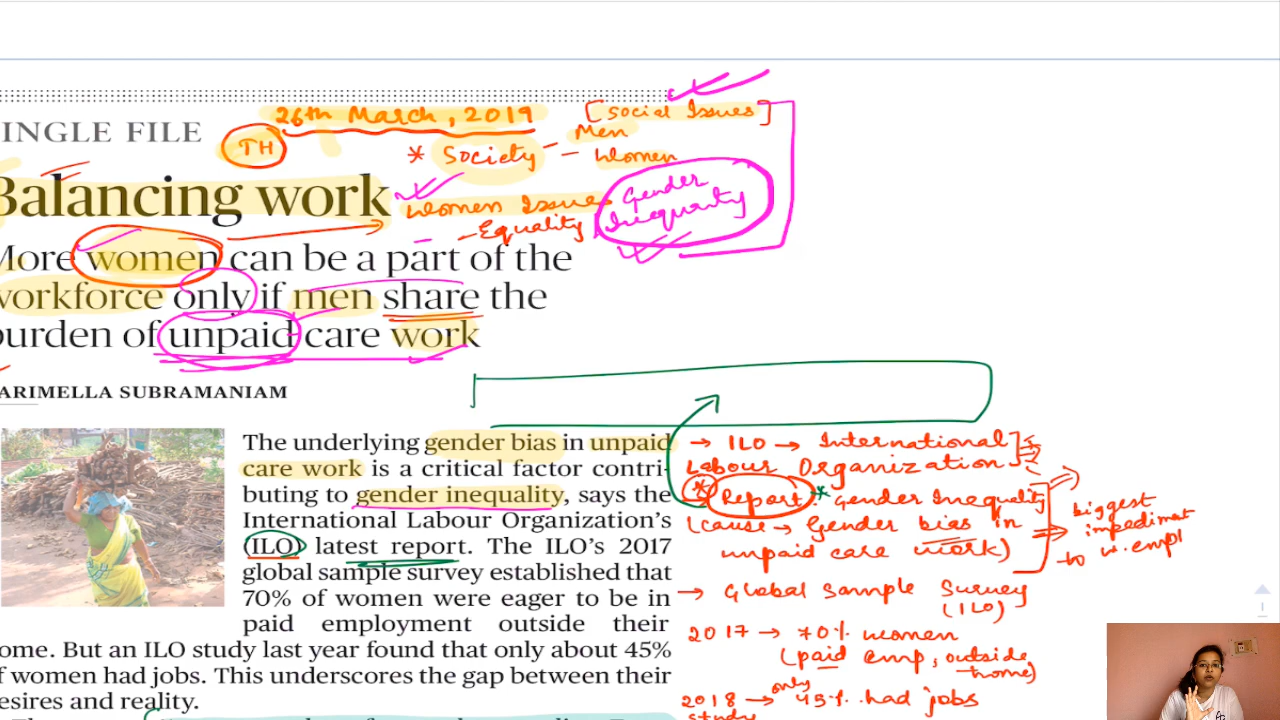 26th March, 2019 [Social Issues]
INGLE FILE
TH
* Society - Men
- Women
Balancing work
Women Issues
- Equality
Gender
Inequality
More women can be a part of the
workforce only if men share the
burden of unpaid care work
ARIMELLA SUBRAMANIAM
The underlying gender bias in unpaid
care work is a critical factor contri-
buting to gender inequality, says the
International Labour Organization's
(ILO) latest report. The ILO's 2017
global sample survey established that
70% of women were eager to be in
paid employment outside their
ome. But an ILO study last year found that only about 45%
f women had jobs. This underscores the gap between their
esires and reality.
→ ILO → International
Labour Organization
* Report * Gender Inequality
(cause → Gender bias in
unpaid care work)
biggest
impediment
to w. empl
→ Global Sample Survey
(ILO)
2017 → 70% women
(paid emp, outside
home)
2018 → only 45% had jobs
study